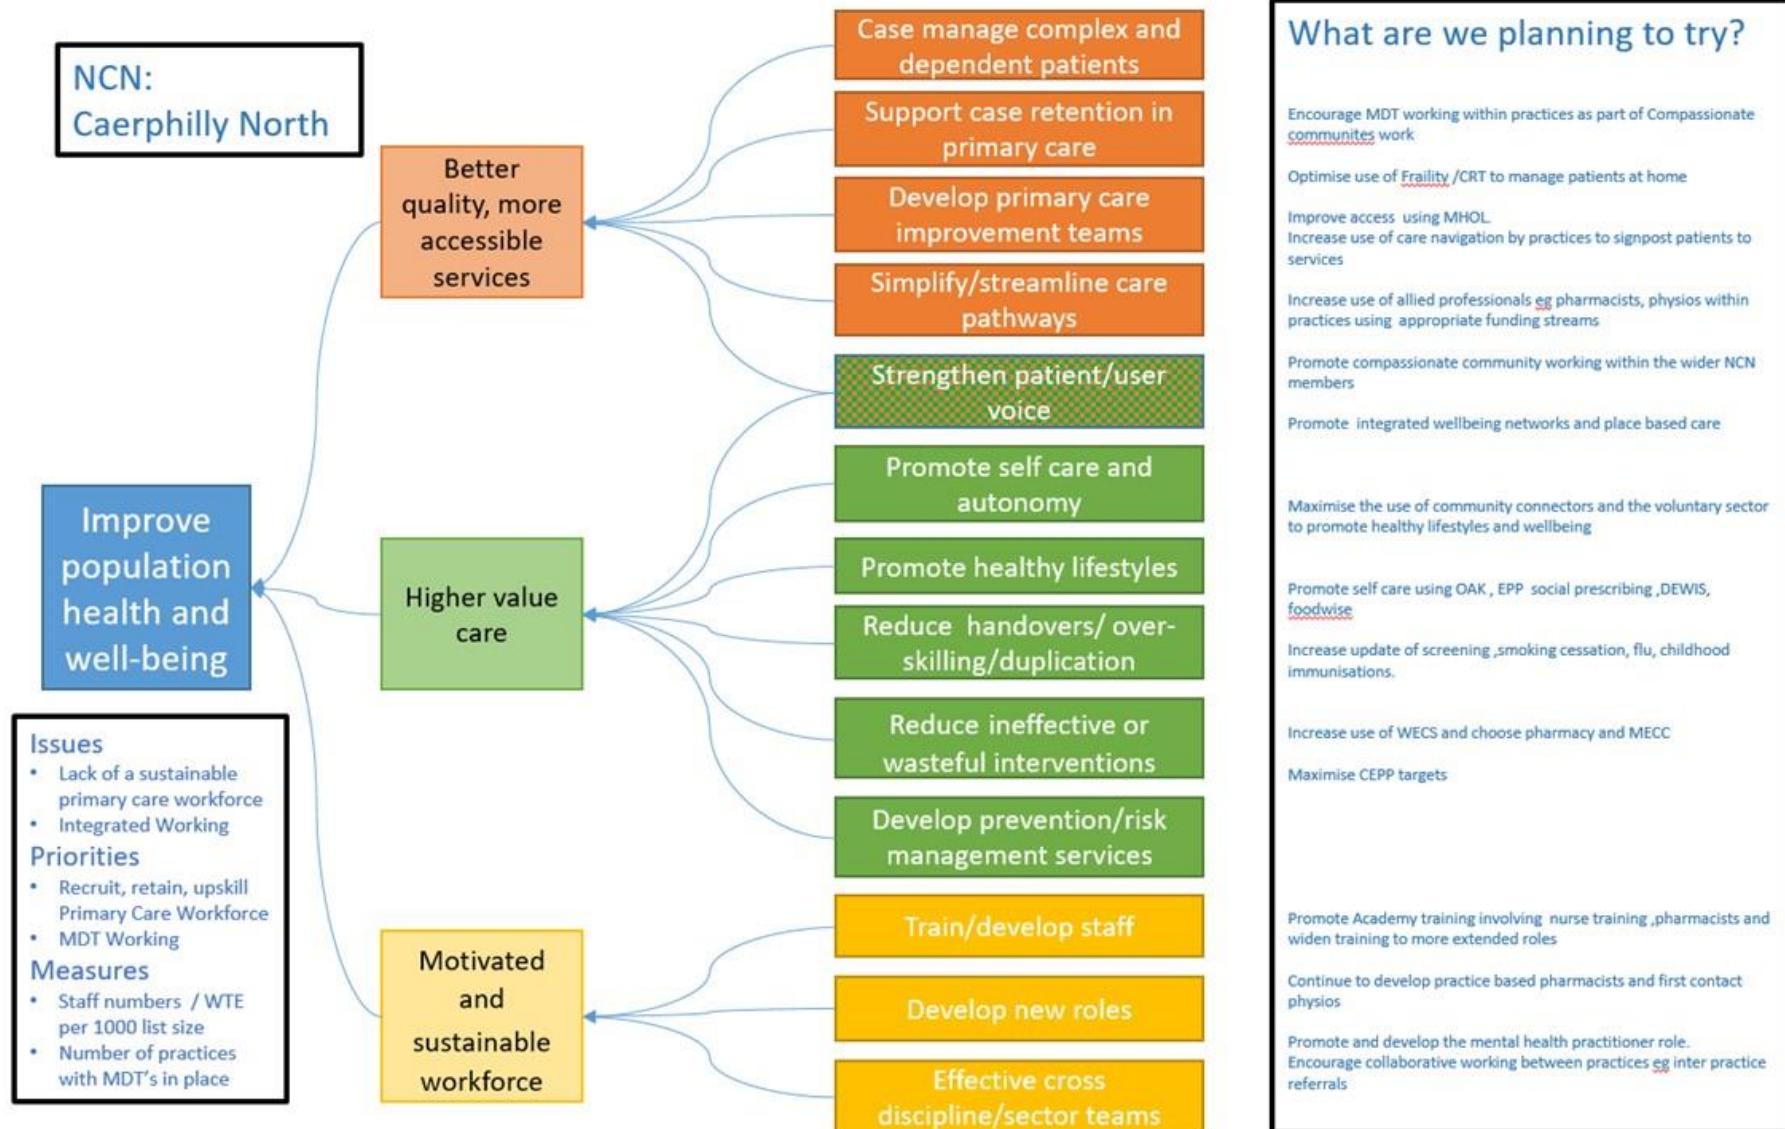 NCN:
Caerphilly North
Better
quality, more
accessible
services
Improve
population
health and
well-being
Higher value
care
Motivated
and
sustainable
workforce
Issues
• Lack of a sustainable
primary care workforce
• Integrated Working
Priorities
• Recruit, retain, upskill
Primary Care Workforce
• MDT Working
Measures
• Staff numbers / WTE
per 1000 list size
• Number of practices
with MDT's in place
Case manage complex and
dependent patients
Support case retention in
primary care
Develop primary care
improvement teams
Simplify/streamline care
pathways
Strengthen patient/user
voice
Promote self care and
autonomy
Promote healthy lifestyles
Reduce handovers/ over-
skilling/duplication
Reduce ineffective or
wasteful interventions
Develop prevention/risk
management services
Train/develop staff
Develop new roles
Effective cross
discipline/sector teams
What are we planning to try?
Encourage MDT working within practices as part of Compassionate
communites work
Optimise use of Fraility /CRT to manage patients at home
Improve access using MHOL.
Increase use of care navigation by practices to signpost patients to
services
Increase use of allied professionals eg pharmacists, physios within
practices using appropriate funding streams
Promote compassionate community working within the wider NCN
members
Promote integrated wellbeing networks and place based care
Maximise the use of community connectors and the voluntary sector
to promote healthy lifestyles and wellbeing
Promote self care using OAK , EPP social prescribing ,DEWIS,
foodwise
Increase update of screening ,smoking cessation, flu, childhood
immunisations.
Increase use of WECS and choose pharmacy and MECC
Maximise CEPP targets
Promote Academy training involving nurse training ,pharmacists and
widen training to more extended roles
Continue to develop practice based pharmacists and first contact
physios
Promote and develop the mental health practitioner role.
Encourage collaborative working between practices eg inter practice
referrals